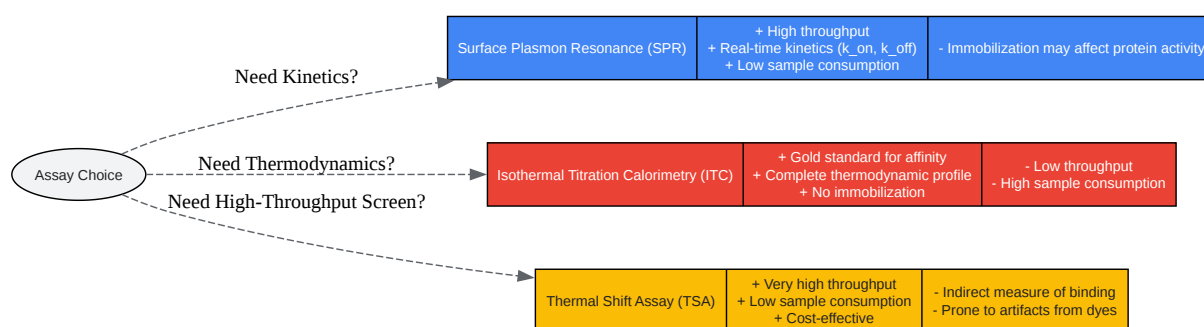 Assay Choice
Need Kinetics?
Surface Plasmon Resonance (SPR)
+ High throughput
+ Real-time kinetics (k_on, k_off)
+ Low sample consumption
- Immobilization may affect protein activity
Need Thermodynamics?
Isothermal Titration Calorimetry (ITC)
+ Gold standard for affinity
+ Complete thermodynamic profile
+ No immobilization
- Low throughput
- High sample consumption
Need High-Throughput Screen?
Thermal Shift Assay (TSA)
+ Very high throughput
+ Low sample consumption
+ Cost-effective
- Indirect measure of binding
- Prone to artifacts from dyes